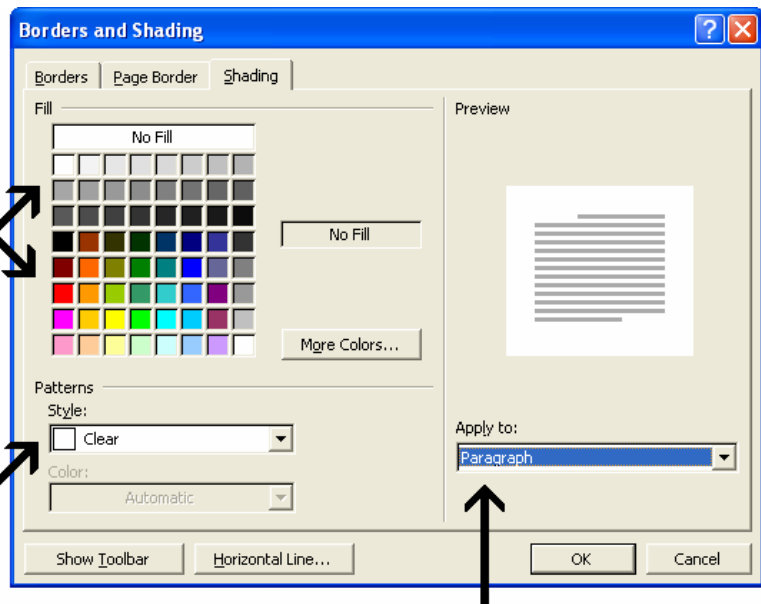 Borders and Shading
Borders Page Border Shading
Fill
Preview
No Fill
No Fill
More Colors...
Patterns
Style:
Clear
Apply to:
Paragraph
Color:
Automatic
Show Toolbar Horizontal Line... OK Cancel